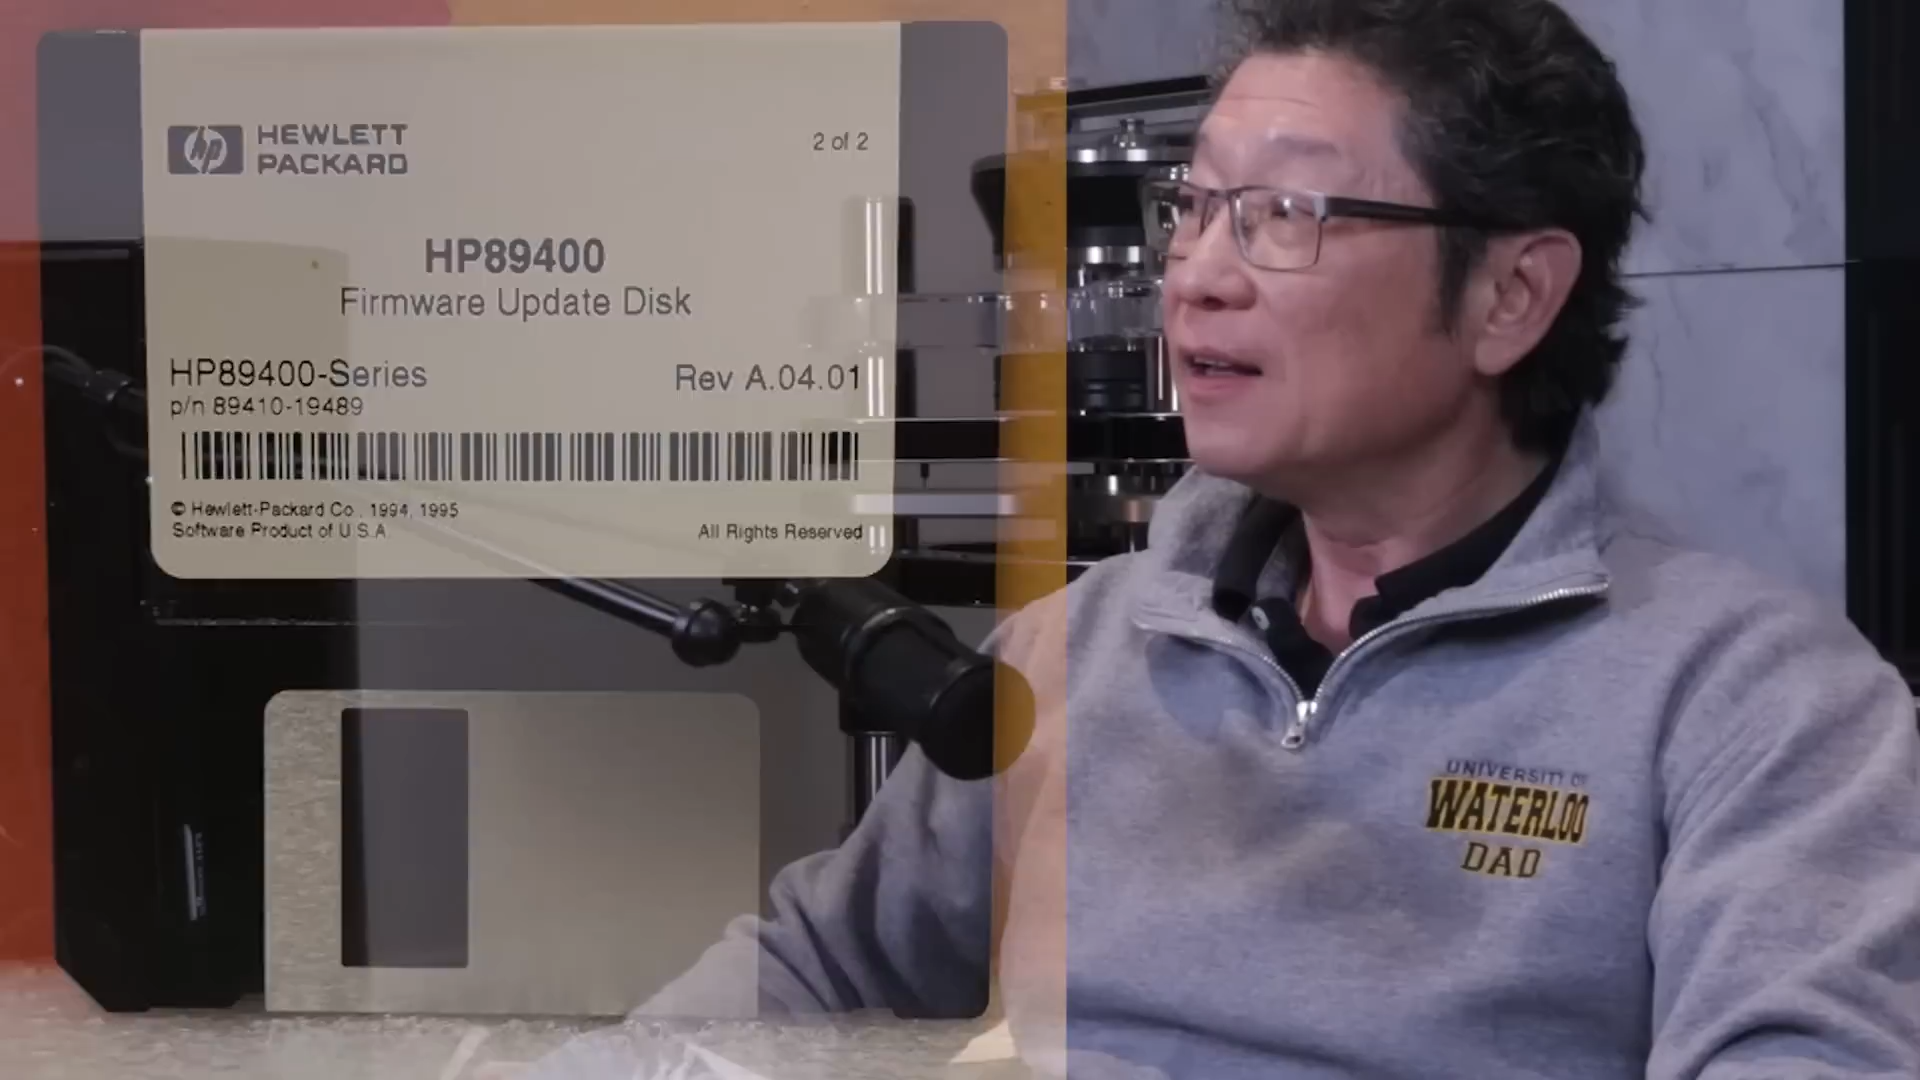 hp HEWLETT
PACKARD
2 of 2
HP89400
Firmware Update Disk
HP89400-Series
Rev A.04.01
p/n 89410-19489
© Hewlett-Packard Co., 1994, 1995
Software Product of U.S.A.
All Rights Reserved
UNIVERSITY OF
WATERLOO
DAD